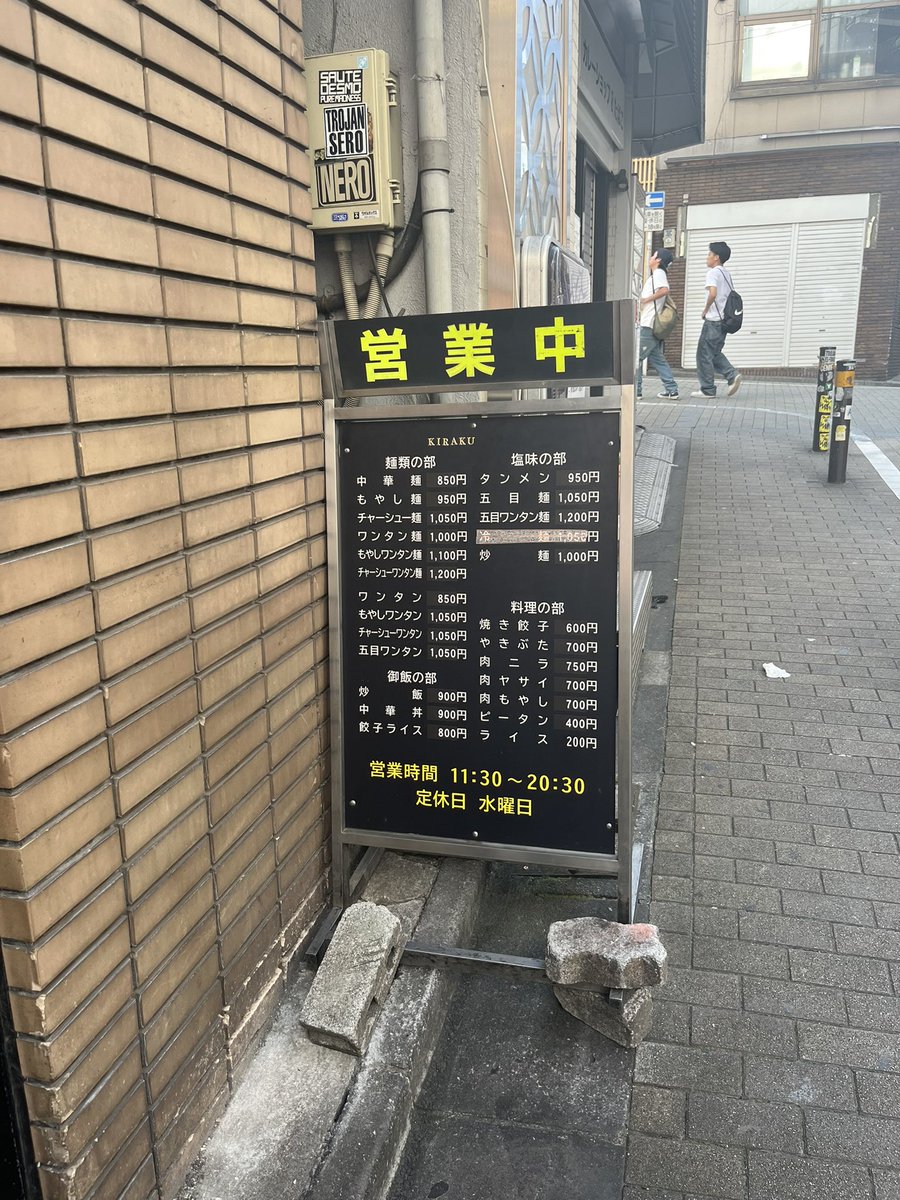 SAUTE
DESMO
PUREMADNESS
TROJAN
SERO
NERO
営業中
KIRAKU
麺類の部
中華麺 850円
もやし麺 950円
チャーシュー麺 1,050円
ワンタン麺 1,000円
もやしワンタン麺 1,100円
チャーシューワンタン麺 1,200円
ワンタン 850円
もやしワンタン 1,050円
チャーシューワンタン 1,050円
五目ワンタン 1,050円
御飯の部
炒飯 900円
中華丼 900円
餃子ライス 800円
塩味の部
タンメン 950円
五目麺 1,050円
五目ワンタン麺 1,200円
冷 麺 1,050円
炒麺 1,000円
料理の部
焼き餃子 600円
やきぶた 700円
肉ニラ 750円
肉ヤサイ 700円
肉もやし 700円
ピータン 400円
ライス 200円
営業時間 11:30～20:30
定休日 水曜日